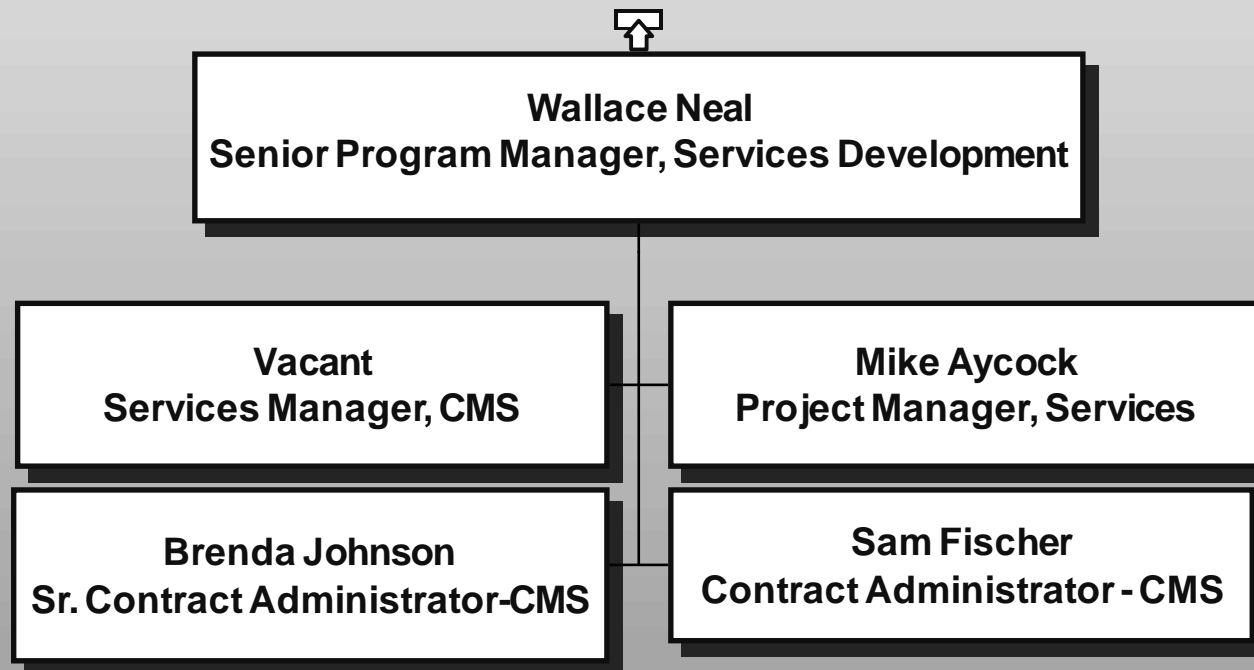 Wallace Neal
Senior Program Manager, Services Development
Vacant
Services Manager, CMS
Mike Aycock
Project Manager, Services
Brenda Johnson
Sr. Contract Administrator-CMS
Sam Fischer
Contract Administrator - CMS